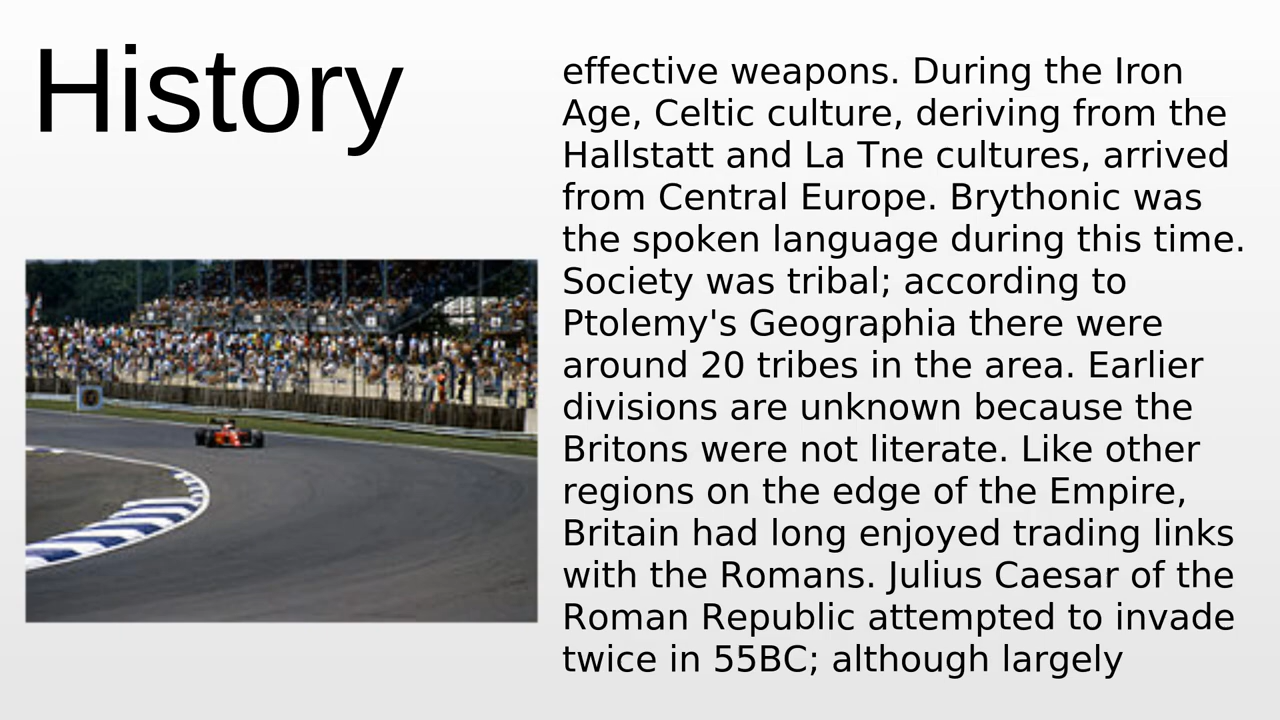 History
effective weapons. During the Iron
Age, Celtic culture, deriving from the
Hallstatt and La Tne cultures, arrived
from Central Europe. Brythonic was
the spoken language during this time.
Society was tribal; according to
Ptolemy's Geographia there were
around 20 tribes in the area. Earlier
divisions are unknown because the
Britons were not literate. Like other
regions on the edge of the Empire,
Britain had long enjoyed trading links
with the Romans. Julius Caesar of the
Roman Republic attempted to invade
twice in 55BC; although largely